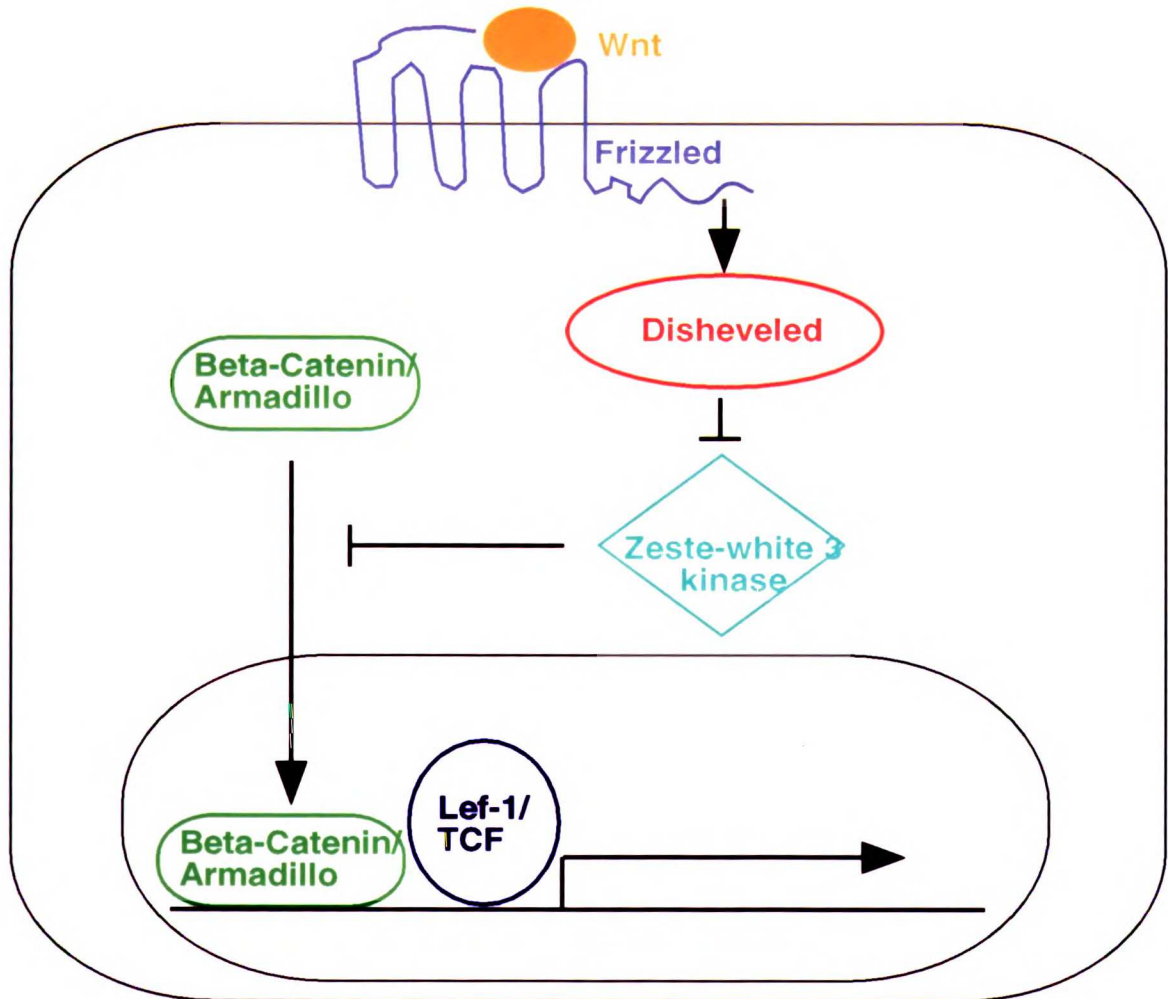 Wnt
Frizzled
Disheveled
Beta-Catenin/
Armadillo
Zeste-white 3
kinase
Lef-1/
TCF
Beta-Catenin/
Armadillo